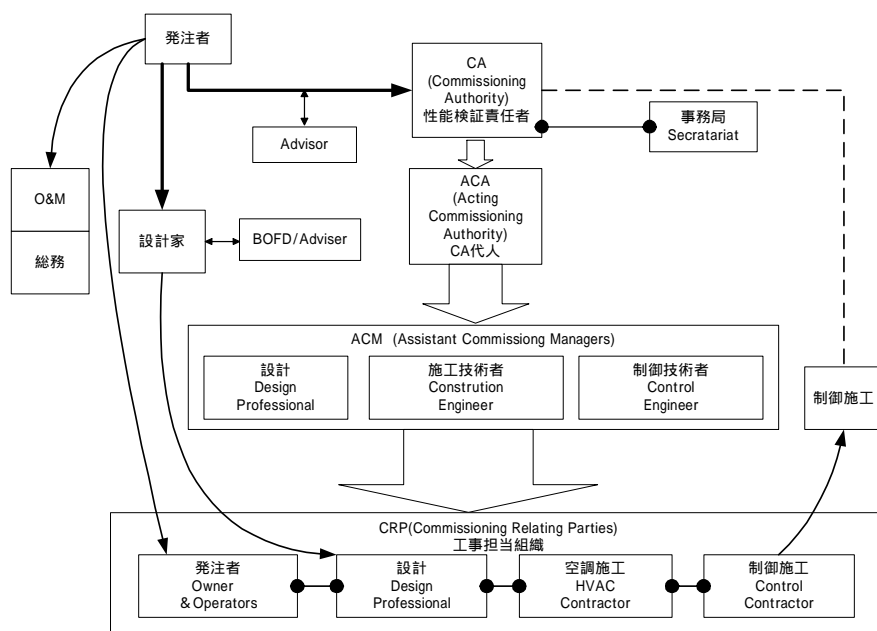 発注者
CA
(Commissioning
Authority)
性能検証責任者
事務局
Secratariat
Advisor
O&M
総務
ACA
(Acting
Commissioning
Authority)
CA代人
設計家
BOFD/Adviser
ACM (Assistant Commissiong Managers)
設計
Design
Professional
施工技術者
Constrution
Engineer
制御技術者
Control
Engineer
制御施工
CRP(Commissioning Relating Parties)
工事担当組織
発注者
Owner
&Operators
設計
Design
Professional
空調施工
HVAC
Contractor
制御施工
Control
Contractor